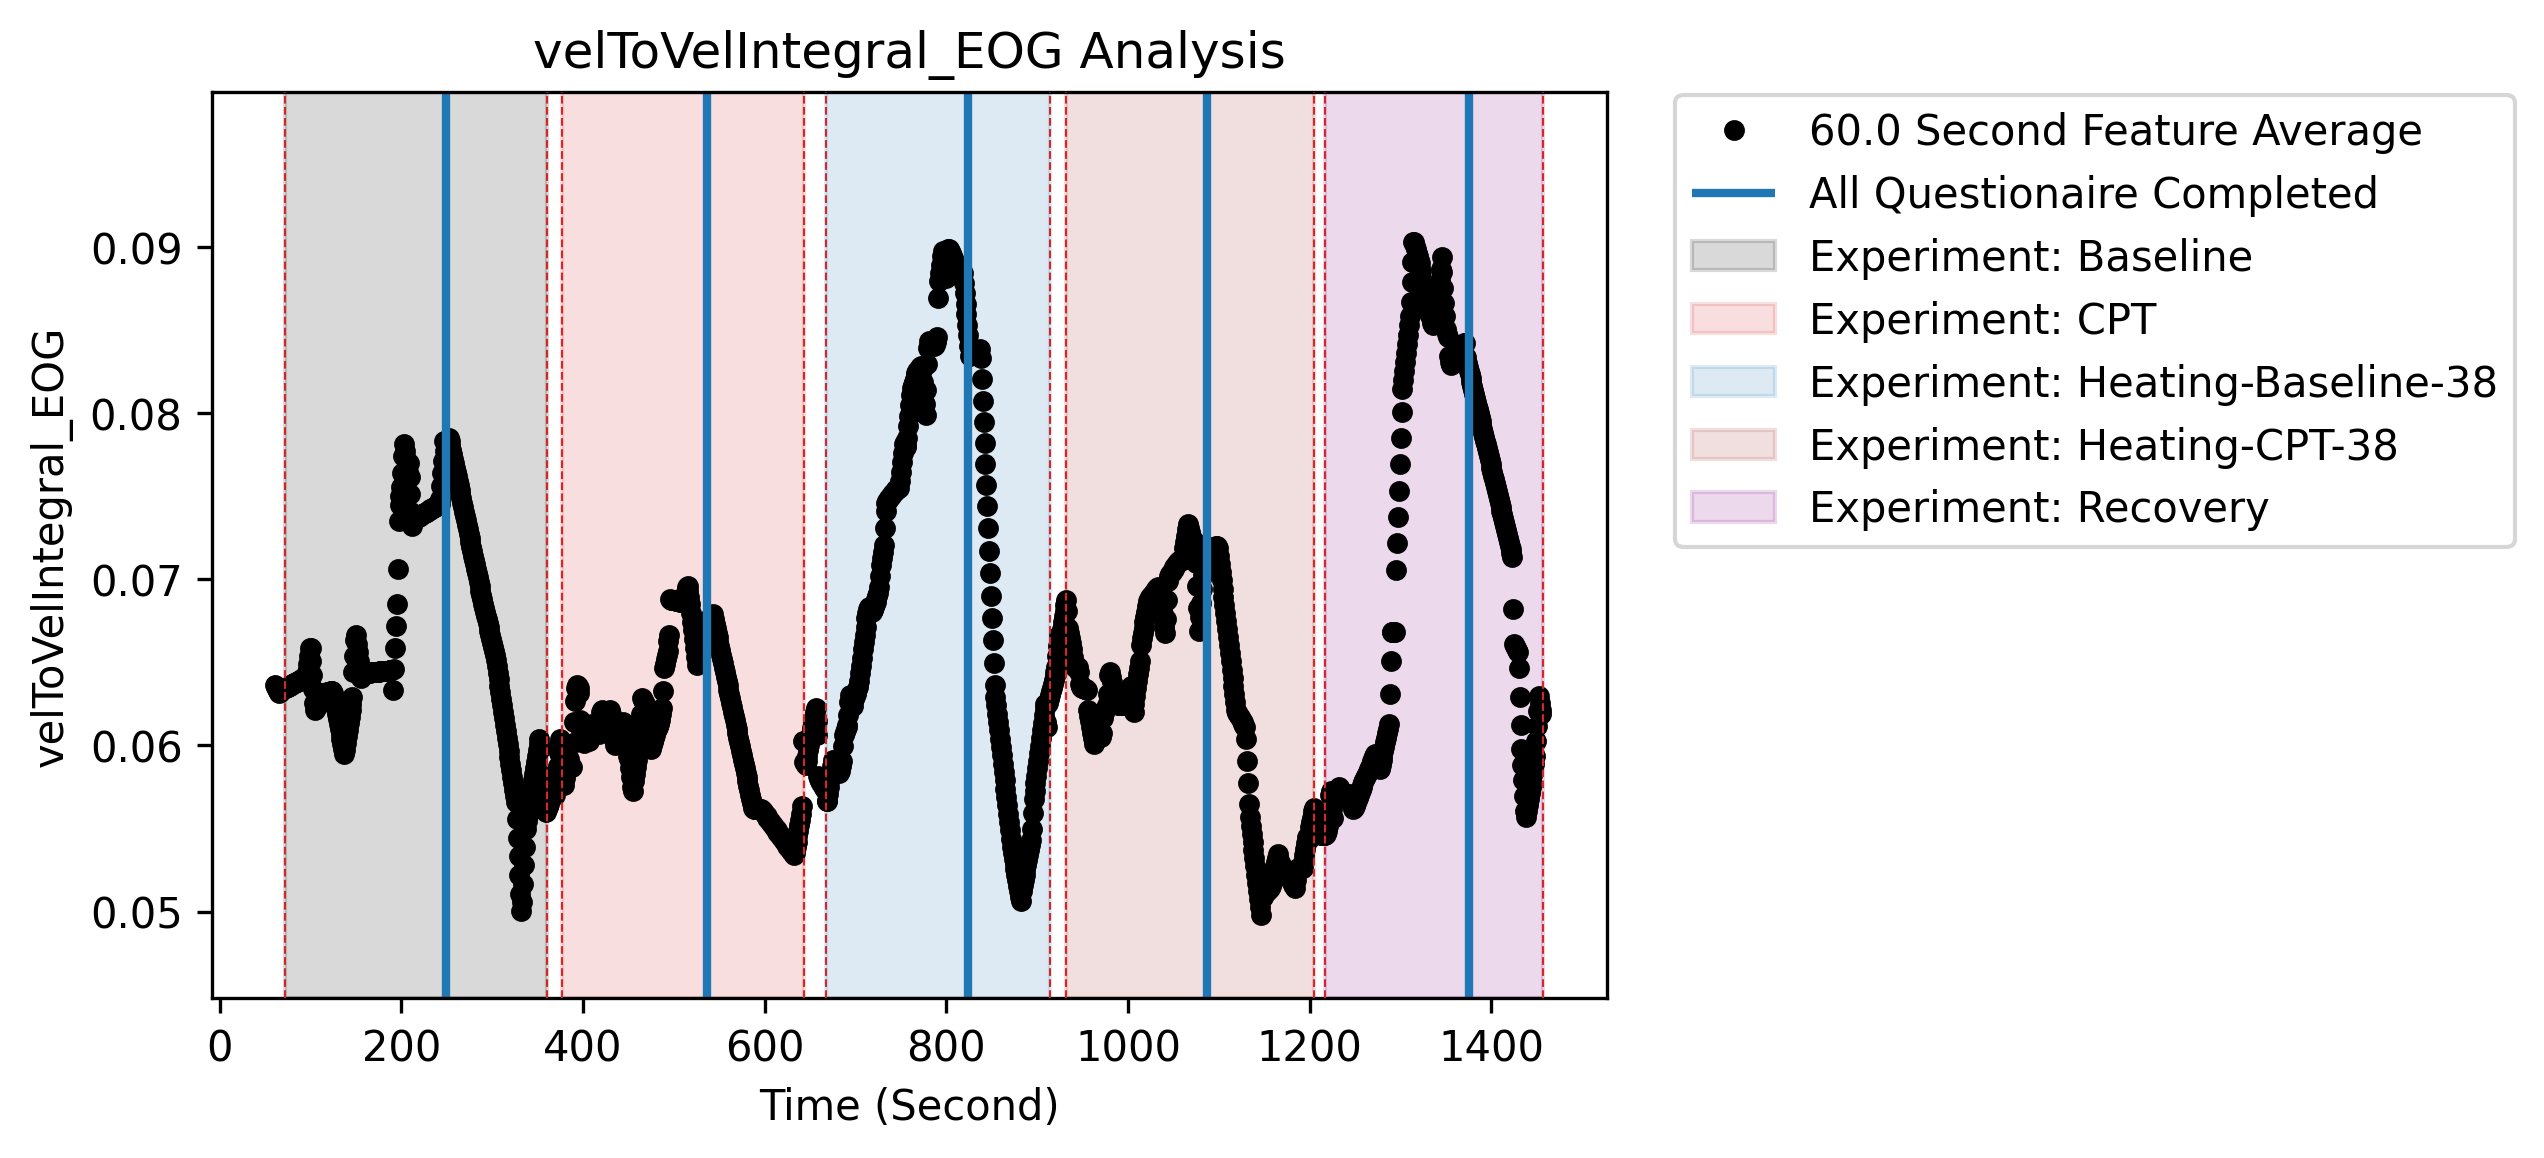 velToVelIntegral_EOG Analysis
velToVelIntegral_EOG
0.09
0.08
0.07
0.06
0.05
0 200 400 600 800 1000 1200 1400
Time (Second)
60.0 Second Feature Average
All Questionaire Completed
Experiment: Baseline
Experiment: CPT
Experiment: Heating-Baseline-38
Experiment: Heating-CPT-38
Experiment: Recovery